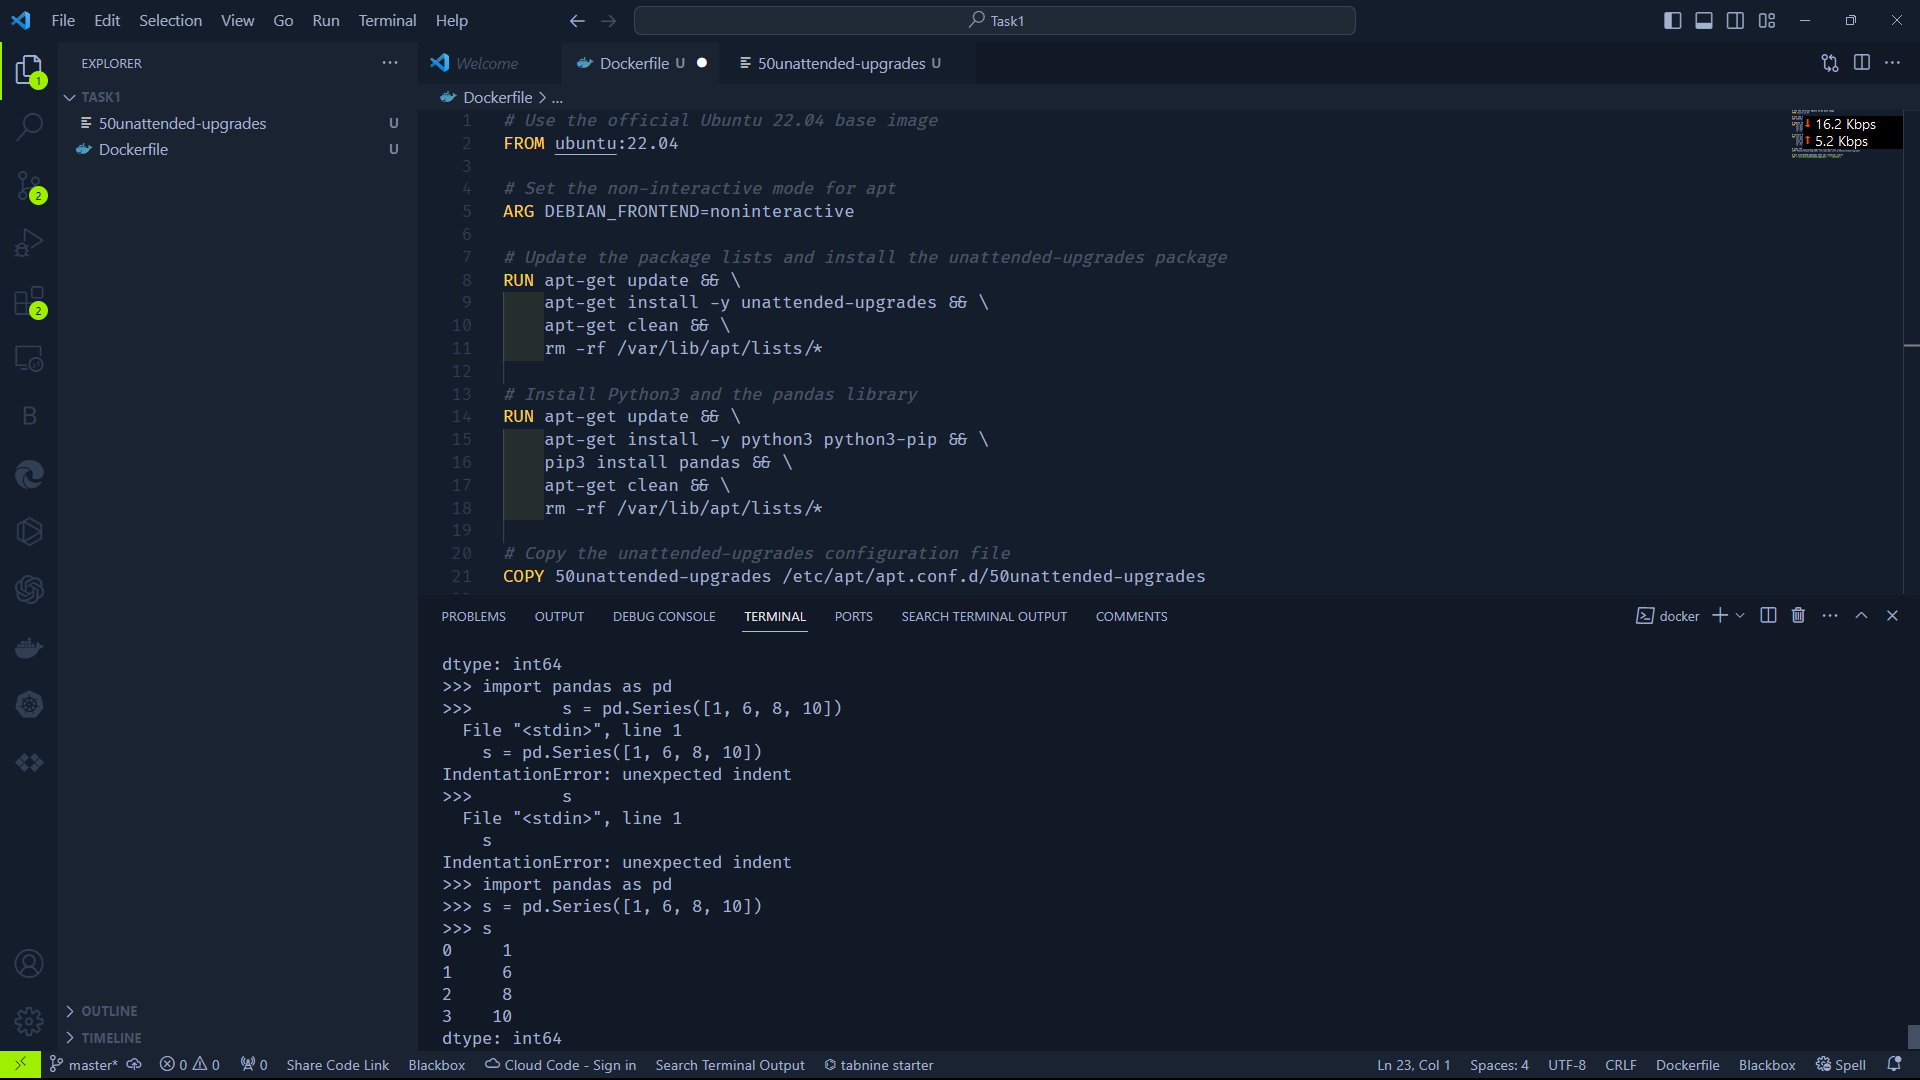 File Edit Selection View Go Run Terminal Help
Task1
EXPLORER
Welcome
Dockerfile U
50unattended-upgrades U
TASK1
50unattended-upgrades U
Dockerfile U
Dockerfile > ...
1 # Use the official Ubuntu 22.04 base image
2 FROM ubuntu:22.04
3
4 # Set the non-interactive mode for apt
5 ARG DEBIAN_FRONTEND=noninteractive
6
7 # Update the package lists and install the unattended-upgrades package
8 RUN apt-get update && \
9 apt-get install -y unattended-upgrades && \
10 apt-get clean && \
11 rm -rf /var/lib/apt/lists/*
12
13 # Install Python3 and the pandas library
14 RUN apt-get update && \
15 apt-get install -y python3 python3-pip && \
16 pip3 install pandas && \
17 apt-get clean && \
18 rm -rf /var/lib/apt/lists/*
19
20 # Copy the unattended-upgrades configuration file
21 COPY 50unattended-upgrades /etc/apt/apt.conf.d/50unattended-upgrades
↓ 16.2 Kbps
↑ 5.2 Kbps
1
2
2
B
PROBLEMS OUTPUT DEBUG CONSOLE TERMINAL PORTS SEARCH TERMINAL OUTPUT COMMENTS
docker
dtype: int64
>>> import pandas as pd
>>>         s = pd.Series([1, 6, 8, 10])
  File "<stdin>", line 1
    s = pd.Series([1, 6, 8, 10])
IndentationError: unexpected indent
>>>         s
  File "<stdin>", line 1
    s
IndentationError: unexpected indent
>>> import pandas as pd
>>> s = pd.Series([1, 6, 8, 10])
>>> s
0     1
1     6
2     8
3    10
dtype: int64
OUTLINE
TIMELINE
master* 0 0 0 Share Code Link Blackbox Cloud Code - Sign in Search Terminal Output tabnine starter Ln 23, Col 1 Spaces: 4 UTF-8 CRLF Dockerfile Blackbox Spell